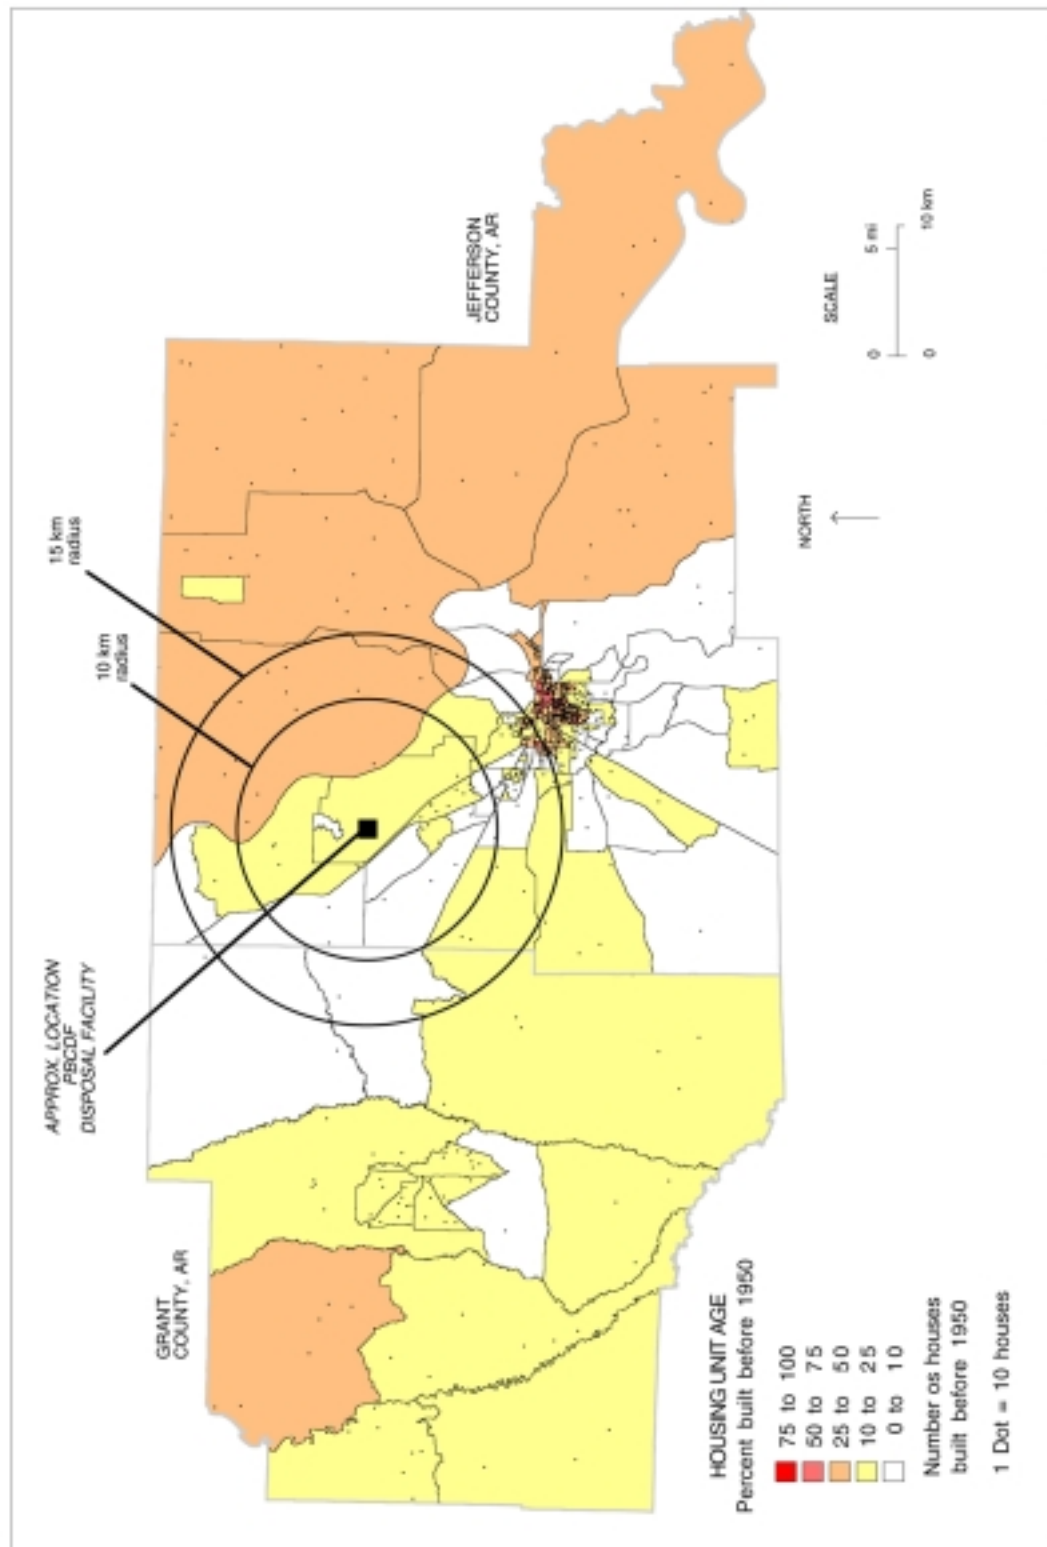 15 km
radius
10 km
radius
APPROX. LOCATION
PBCDF
DISPOSAL FACILITY
JEFFERSON
COUNTY, AR
GRANT
COUNTY, AR
HOUSING UNIT AGE
Percent built before 1950
75 to 100
50 to 75
25 to 50
10 to 25
0 to 10
Number os houses
built before 1950
1 Dot = 10 houses
NORTH
SCALE
0 5 mi
0 10 km